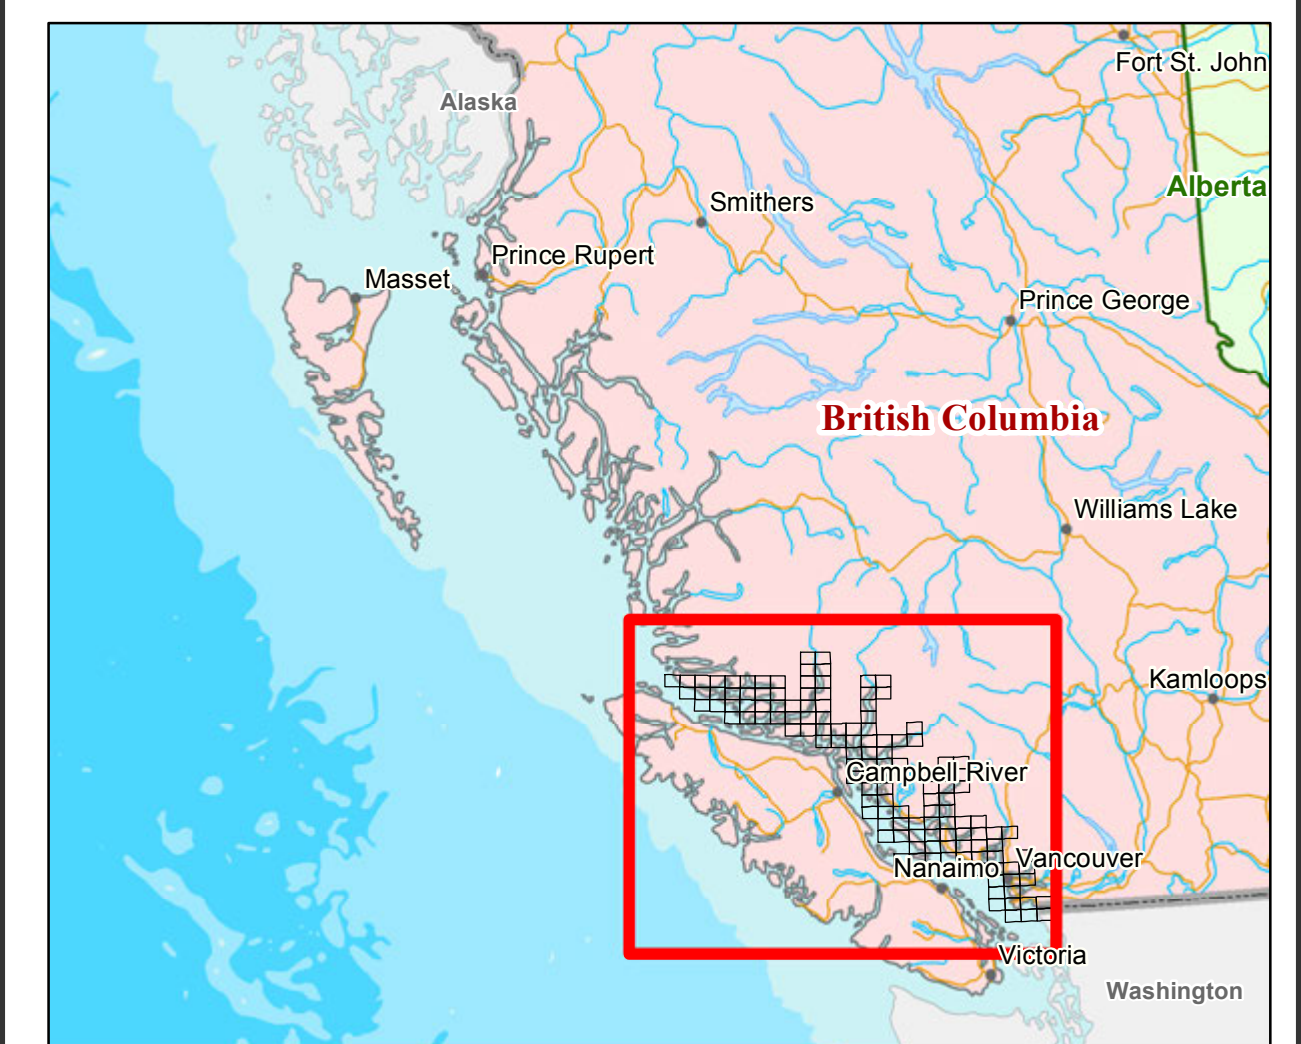 Fort St. John
Alaska
Alberta
Smithers
Prince Rupert
Masset
Prince George
British Columbia
Williams Lake
Kamloops
Campbell River
Vancouver
Nanaimo
Victoria
Washington